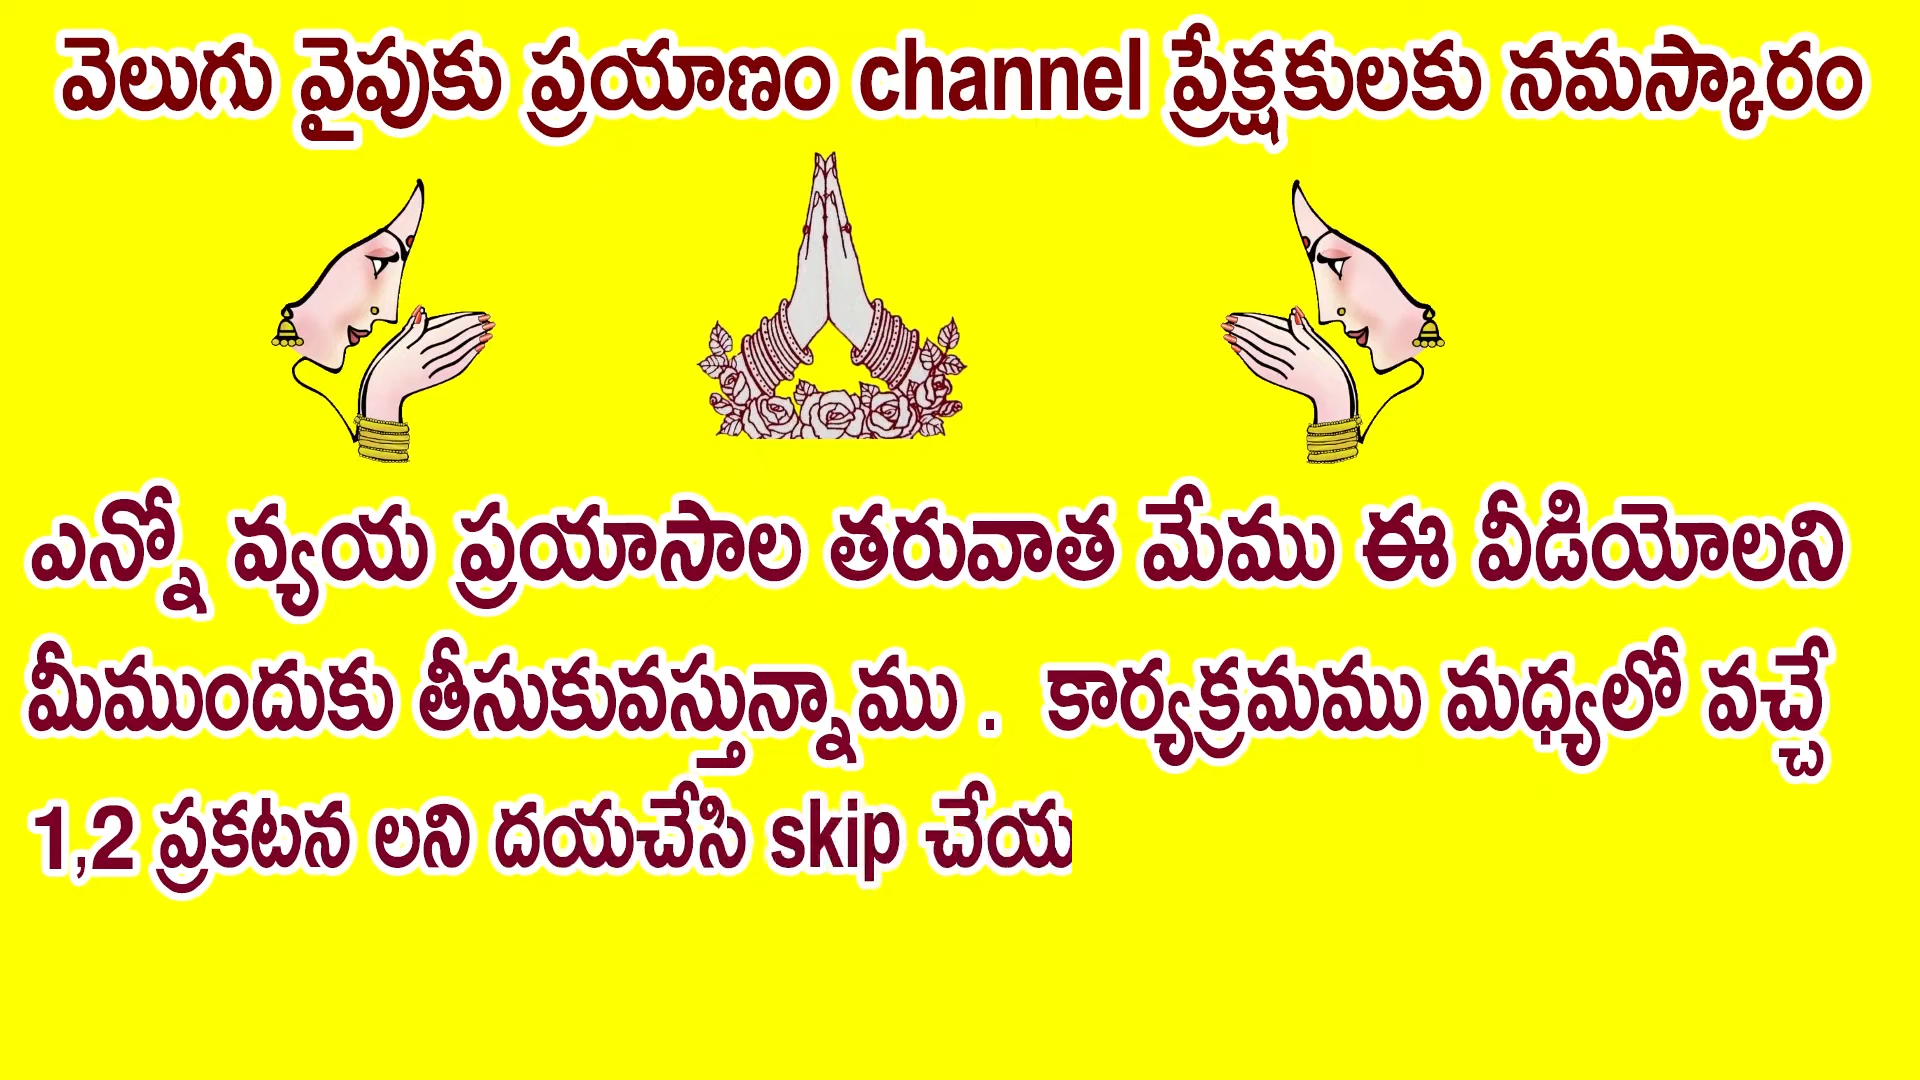 వెలుగు వైపుకు ప్రయాణం channel ప్రేక్షకులకు నమస్కారం
ఎన్నో వ్యయ ప్రయాసాల తరువాత మేము ఈ వీడియోలని
మీముందుకు తీసుకువస్తున్నాము . కార్యక్రమము మధ్యలో వచ్చే
1,2 ప్రకటన లని దయచేసి skip చేయ